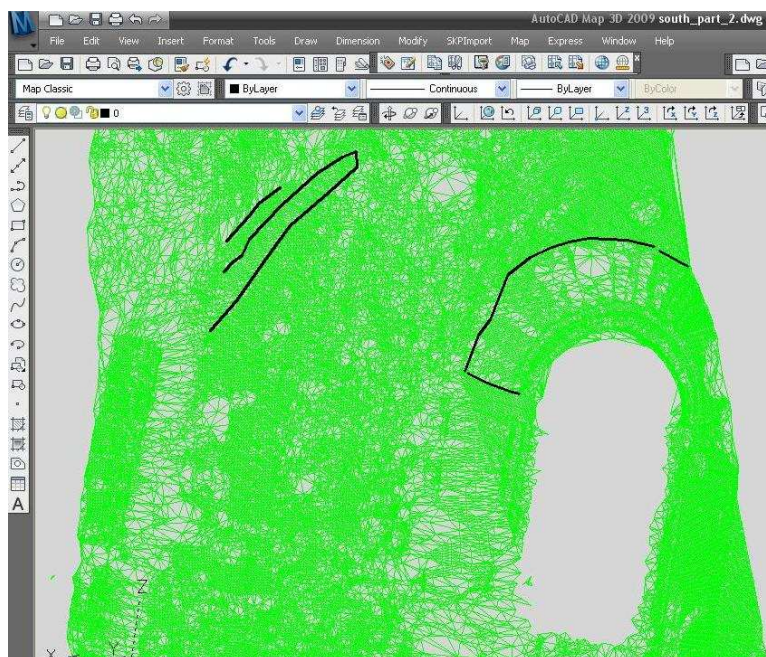 AutoCAD Map 3D 2009 south_part_2.dwg
File Edit View Insert Format Tools Draw Dimension Modify SKPImport Map Express Window Help
Map Classic ByLayer Continuous ByLayer ByColor
0
A
Z
X Y